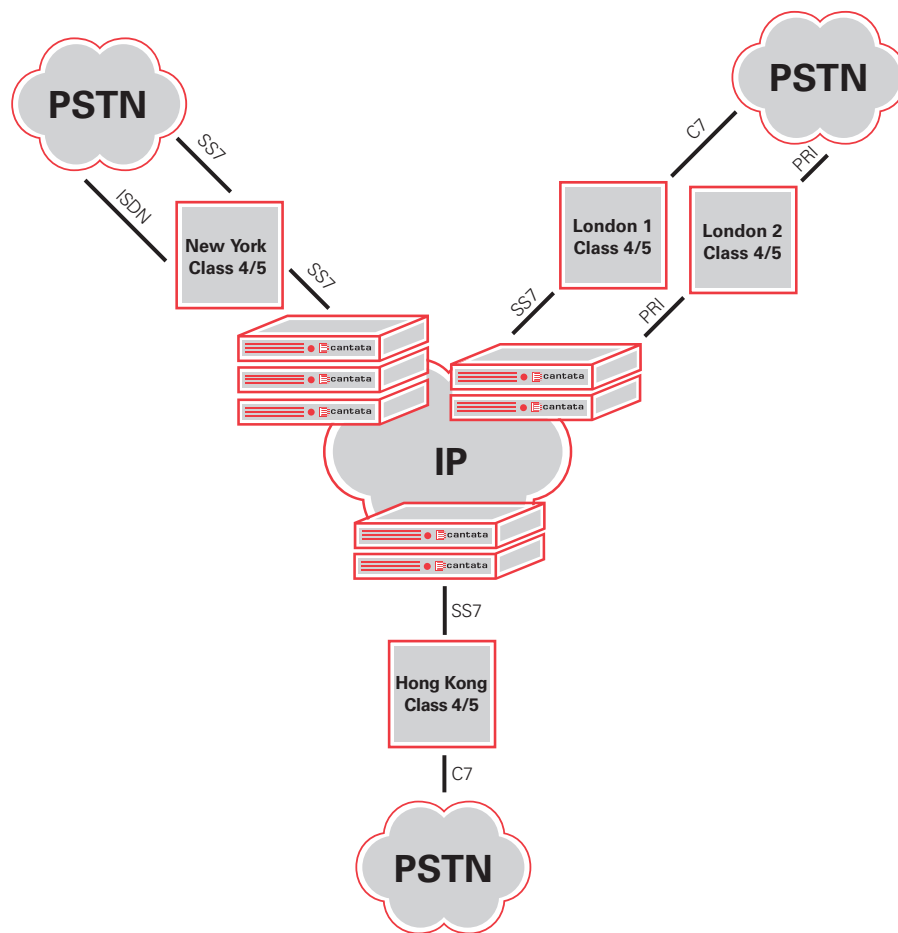 PSTN
PSTN
SS7
ISDN
C7
PRI
New York
Class 4/5
London 1
Class 4/5
London 2
Class 4/5
SS7
SS7
PRI
cantata
cantata
cantata
cantata
cantata
IP
cantata
cantata
SS7
Hong Kong
Class 4/5
C7
PSTN